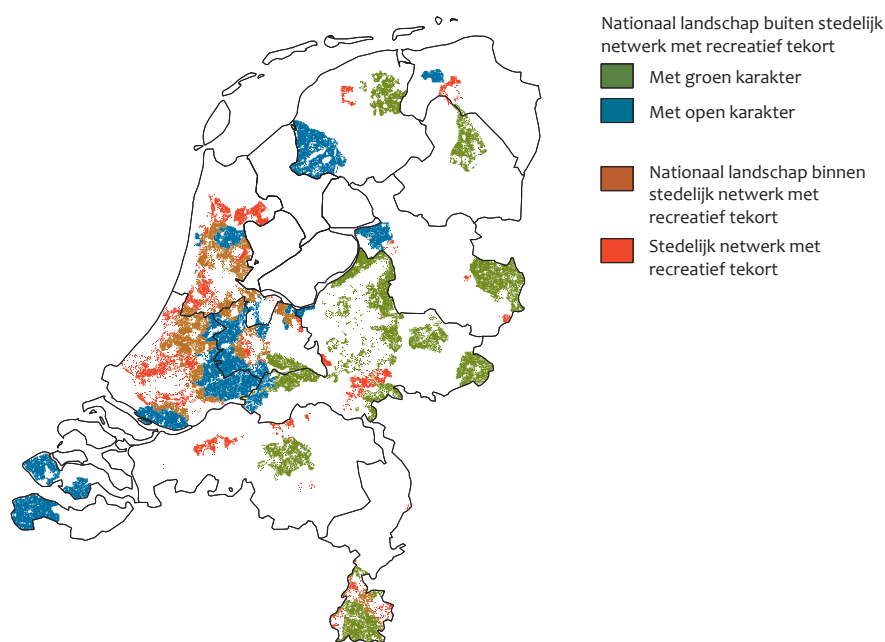 Nationaal landschap buiten stedelijk
netwerk met recreatief tekort
Met groen karakter
Met open karakter
Nationaal landschap binnen
stedelijk netwerk met
recreatief tekort
Stedelijk netwerk met
recreatief tekort